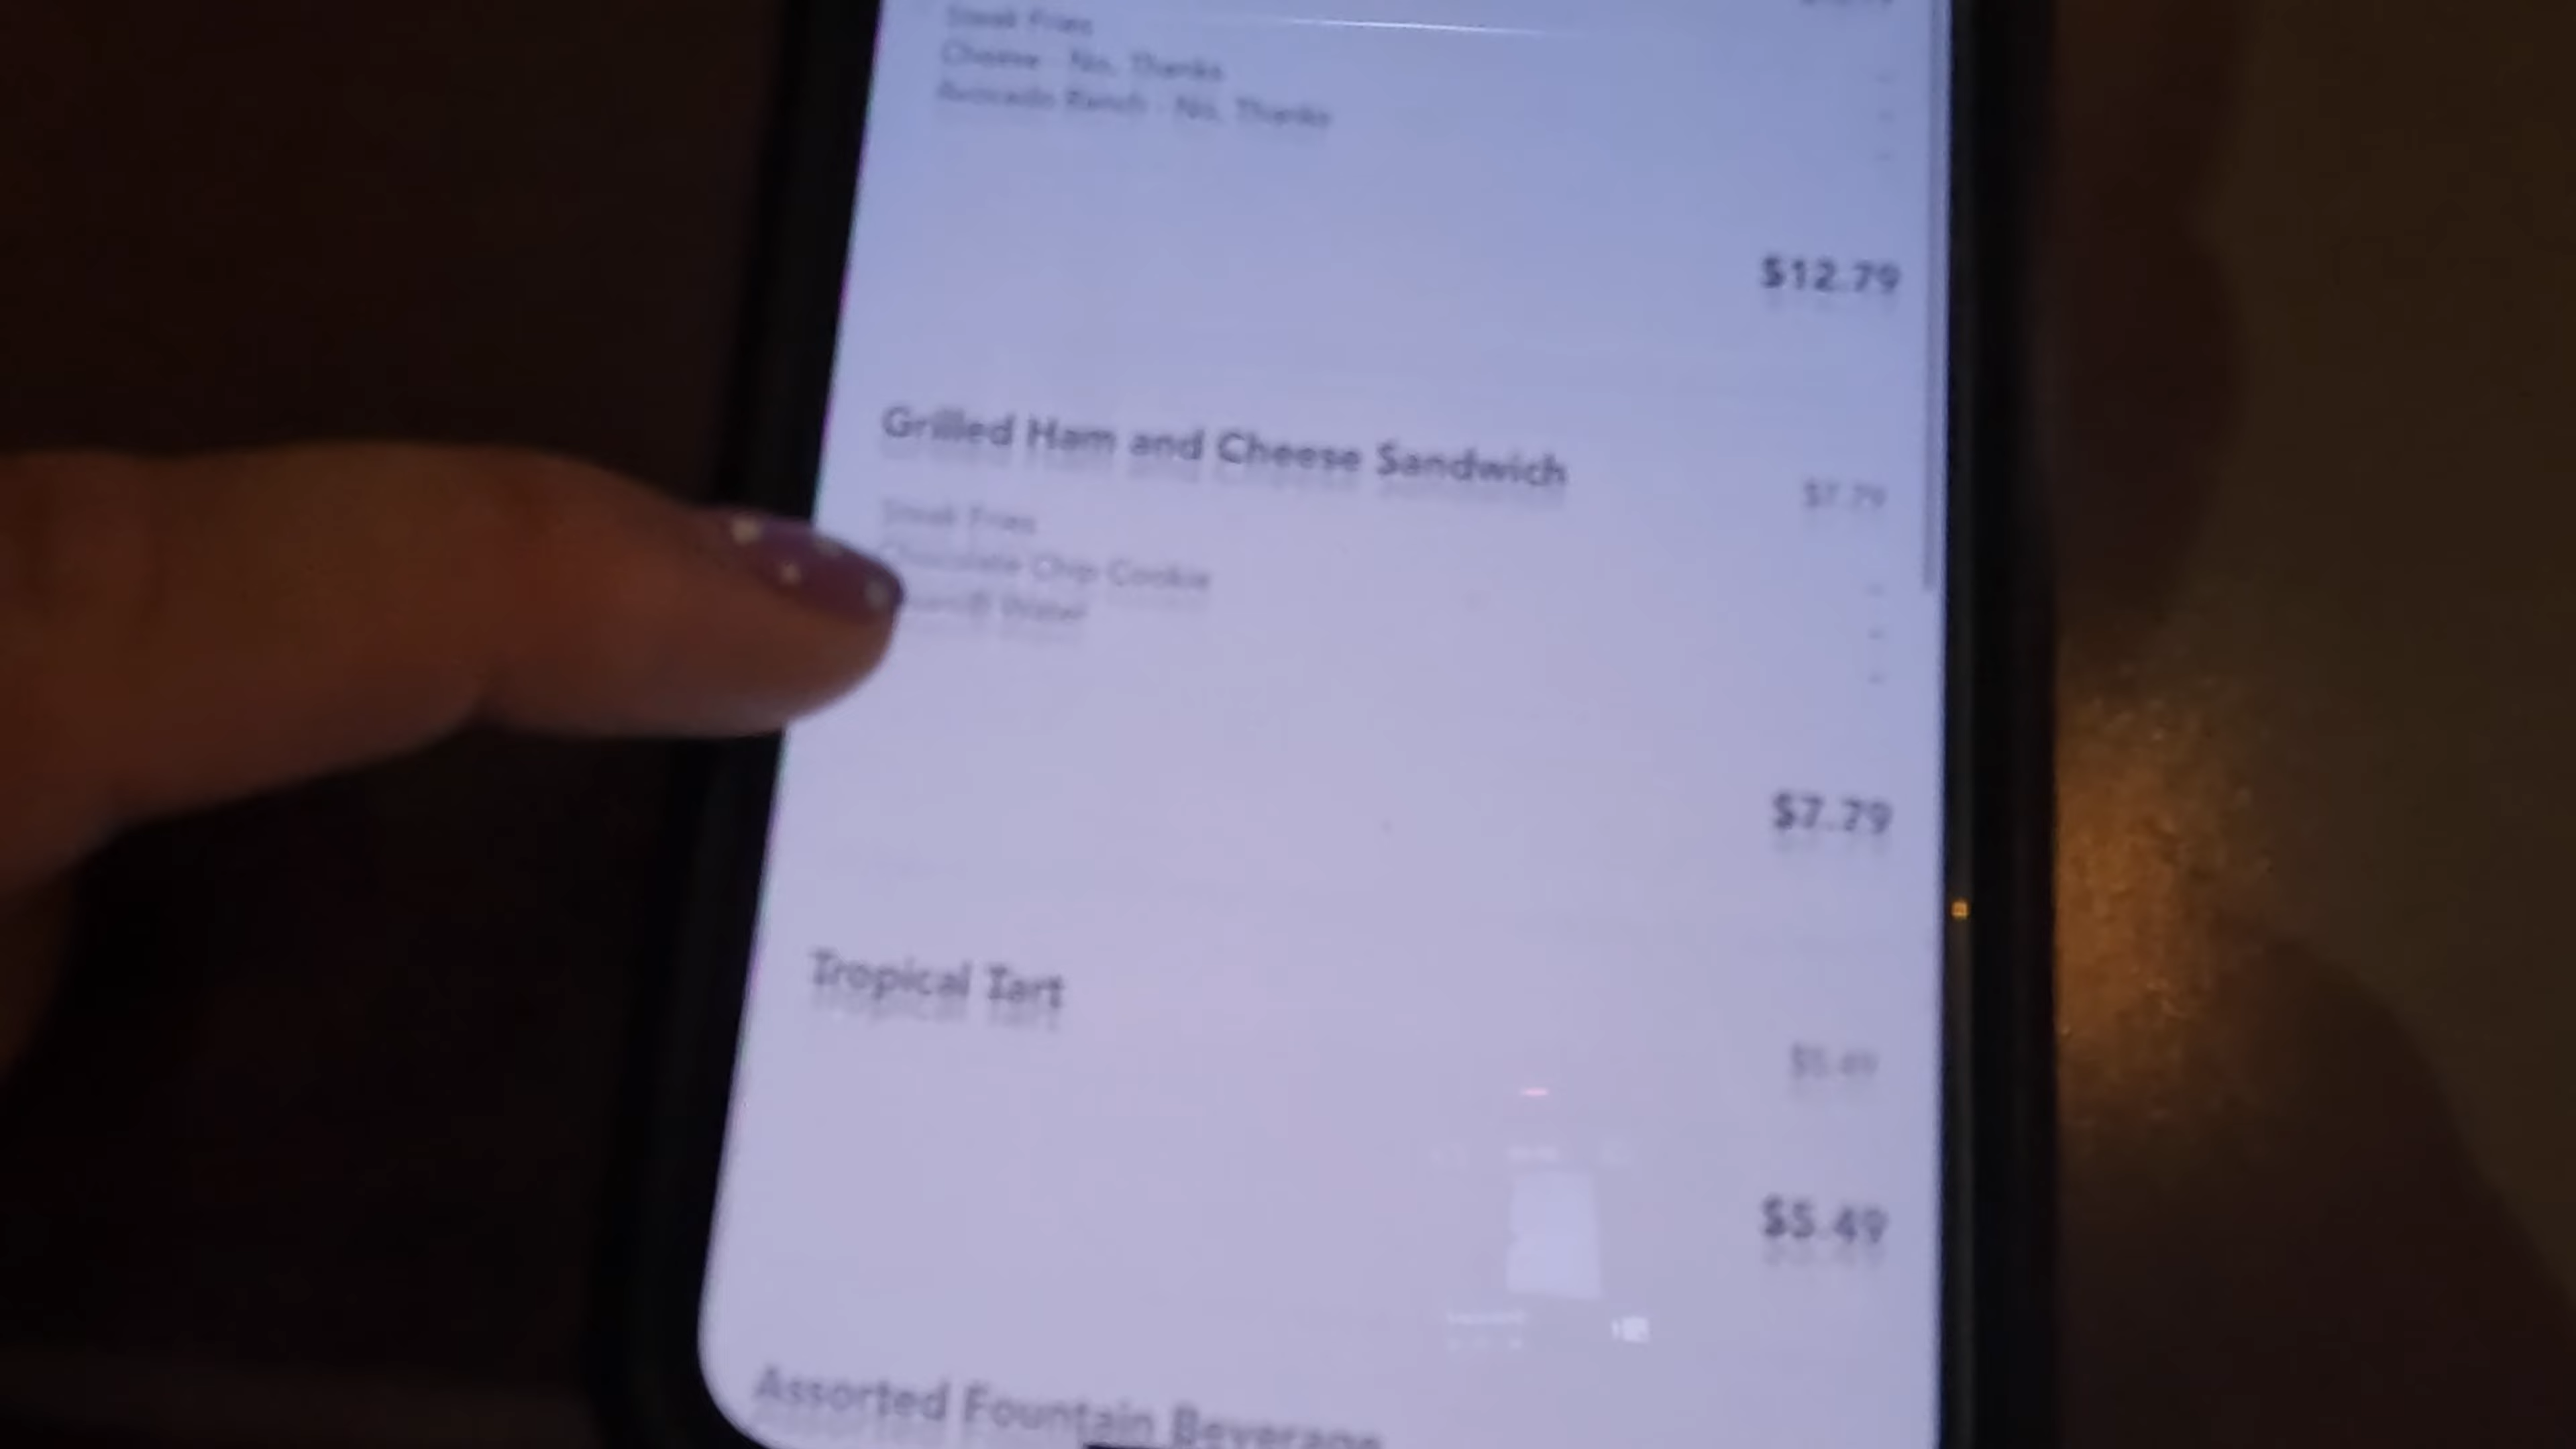 Steak Fries
Cheese - No, Thanks
Avocado Ranch - No, Thanks
$12.79
Grilled Ham and Cheese Sandwich
$7.79
Steak Fries
Chocolate Chip Cookie
Water
$7.79
Tropical Tart
$5.49
$5.49
Assorted Fountain Beverage